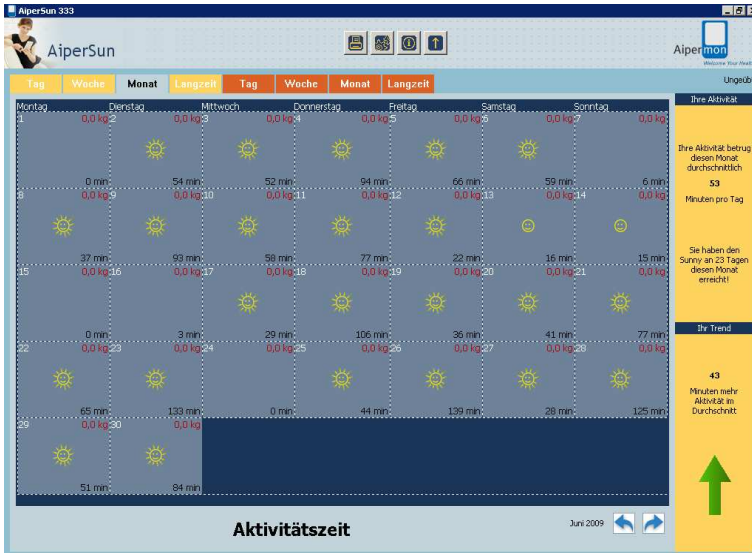 AiperSun 333
AiperSun
Aipermon
Welcome Your Health
Tag Woche Monat Langzeit Tag Woche Monat Langzeit
Ungeüb
Montag Dienstag Mittwoch Donnerstag Freitag Samstag Sonntag
1 0,0 kg 2 0,0 kg 3 0,0 kg 4 0,0 kg 5 0,0 kg 6 0,0 kg 7 0,0 kg
0 min 54 min 52 min 94 min 66 min 59 min 6 min
8 0,0 kg 9 0,0 kg 10 0,0 kg 11 0,0 kg 12 0,0 kg 13 0,0 kg 14 0,0 kg
37 min 93 min 58 min 77 min 22 min 16 min 15 min
15 0,0 kg 16 0,0 kg 17 0,0 kg 18 0,0 kg 19 0,0 kg 20 0,0 kg 21 0,0 kg
0 min 3 min 29 min 106 min 36 min 41 min 77 min
22 0,0 kg 23 0,0 kg 24 0,0 kg 25 0,0 kg 26 0,0 kg 27 0,0 kg 28 0,0 kg
65 min 133 min 0 min 44 min 139 min 28 min 125 min
29 0,0 kg 30 0,0 kg
51 min 84 min
Aktivitätszeit
Juni 2009
Ihre Aktivität
Ihre Aktivität betrug
diesen Monat
durchschnittlich
53
Minuten pro Tag
Sie haben den
Sunny an 23 Tagen
diesen Monat
erreicht!
Ihr Trend
43
Minuten mehr
Aktivität im
Durchschnitt